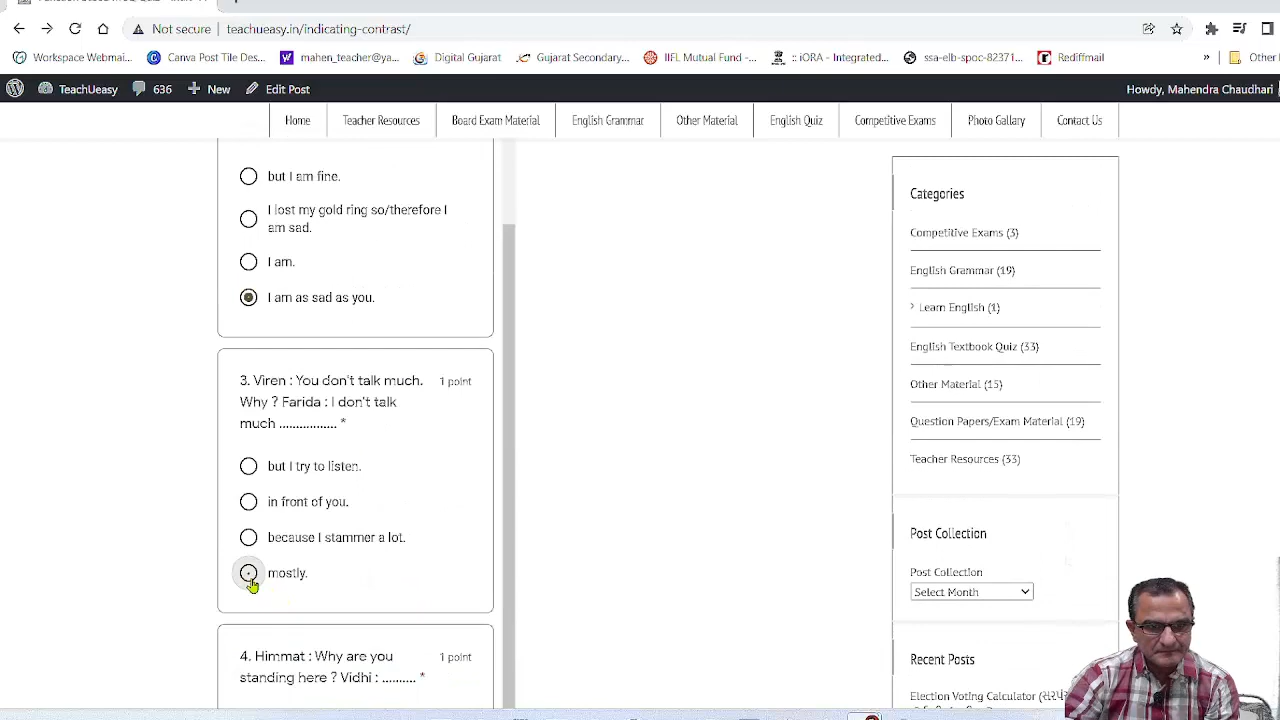 Not secure | teachueasy.in/indicating-contrast/
Workspace Webmai...
Canva Post Tile Des...
mahen_teacher@ya...
Digital Gujarat
Gujarat Secondary...
IIFL Mutual Fund -...
:: iORA - Integrated...
ssa-elb-spoc-82371...
Rediffmail
»
Other
TeachUeasy
636
New
Edit Post
Howdy, Mahendra Chaudhari
Home
Teacher Resources
Board Exam Material
English Grammar
Other Material
English Quiz
Competitive Exams
Photo Gallary
Contact Us
but I am fine.
I lost my gold ring so/therefore I
am sad.
I am.
I am as sad as you.
3. Viren : You don't talk much.
1 point
Why ? Farida : I don't talk
much ................. *
but I try to listen.
in front of you.
because I stammer a lot.
mostly.
4. Himmat : Why are you
1 point
standing here ? Vidhi : .......... *
Categories
Competitive Exams (3)
English Grammar (19)
Learn English (1)
English Textbook Quiz (33)
Other Material (15)
Question Papers/Exam Material (19)
Teacher Resources (33)
Post Collection
Post Collection
Select Month
Recent Posts
Election Voting Calculator